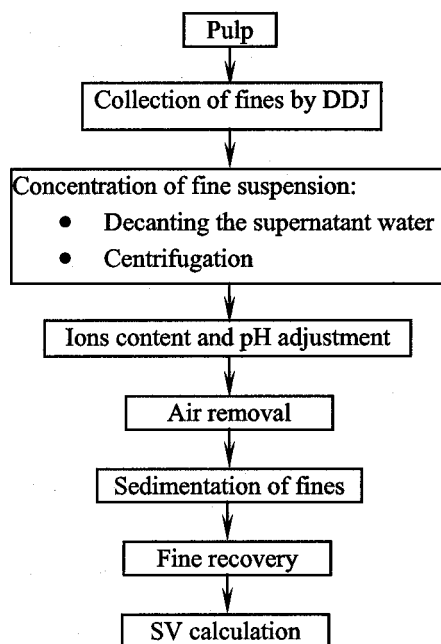 Pulp
Collection of fines by DDJ
Concentration of fine suspension:
• Decanting the supernatant water
• Centrifugation
Ions content and pH adjustment
Air removal
Sedimentation of fines
Fine recovery
SV calculation